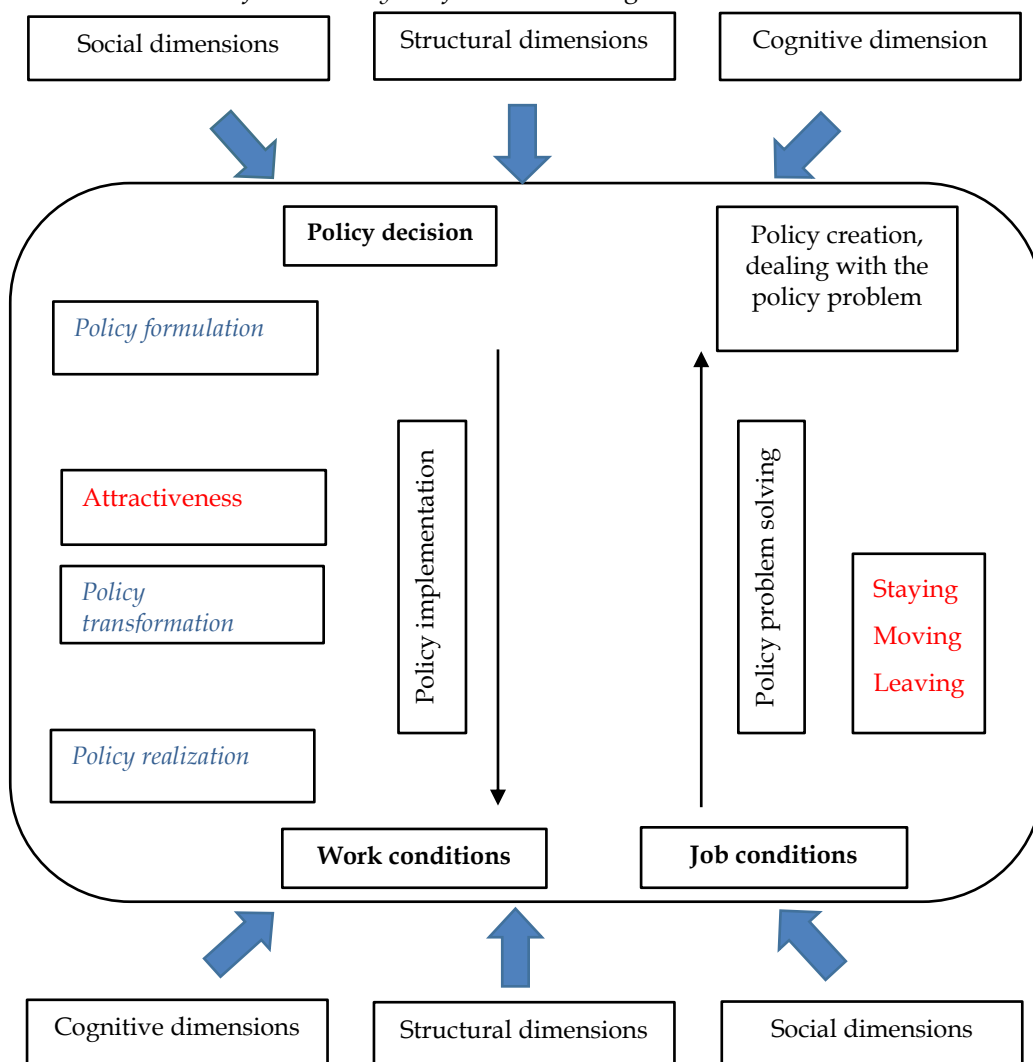 Social dimensions
Structural dimensions
Cognitive dimension
Policy decision
Policy creation,
dealing with the
policy problem
Policy formulation
Attractiveness
Policy
transformation
Policy realization
Policy implementation
Policy problem solving
Staying
Moving
Leaving
Work conditions
Job conditions
Cognitive dimensions
Structural dimensions
Social dimensions